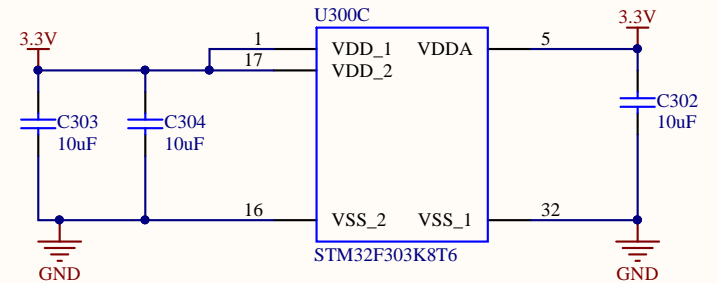 U300C
3.3V
3.3V
1
VDD_1
VDDA
5
17
VDD_2
C303
10uF
C304
10uF
C302
10uF
16
VSS_2
VSS_1
32
GND
STM32F303K8T6
GND